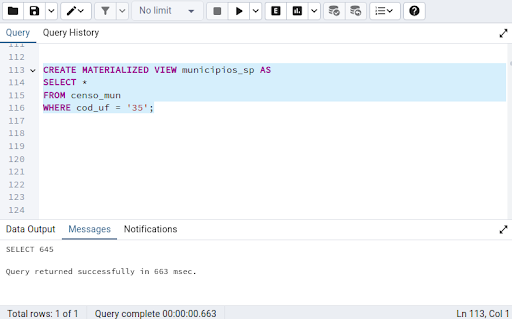 No limit
Query Query History
111
112
113 CREATE MATERIALIZED VIEW municipios_sp AS
114 SELECT *
115 FROM censo_mun
116 WHERE cod_uf = '35';
117
118
119
120
121
122
123
124
Data Output Messages Notifications
SELECT 645
Query returned successfully in 663 msec.
Total rows: 1 of 1 Query complete 00:00:00.663 Ln 113, Col 1